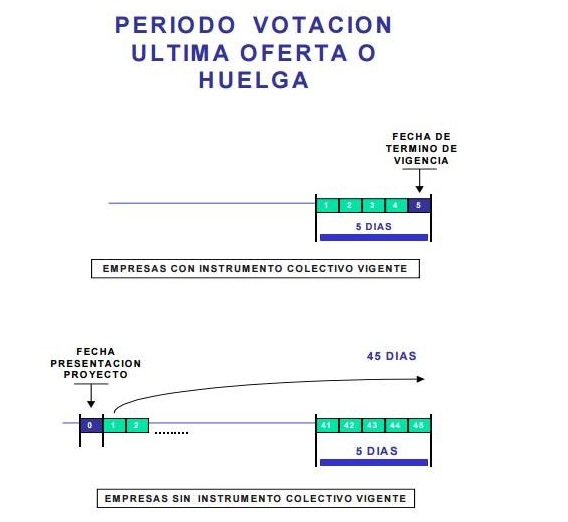 PERIODO VOTACION
ULTIMA OFERTA O
HUELGA
FECHA DE
TERMINO DE
VIGENCIA
1 2 3 4 5
5 DIAS
EMPRESAS CON INSTRUMENTO COLECTIVO VIGENTE
FECHA
PRESENTACION
PROYECTO
45 DIAS
0 1 2 ......... 41 42 43 44 45
5 DIAS
EMPRESAS SIN INSTRUMENTO COLECTIVO VIGENTE